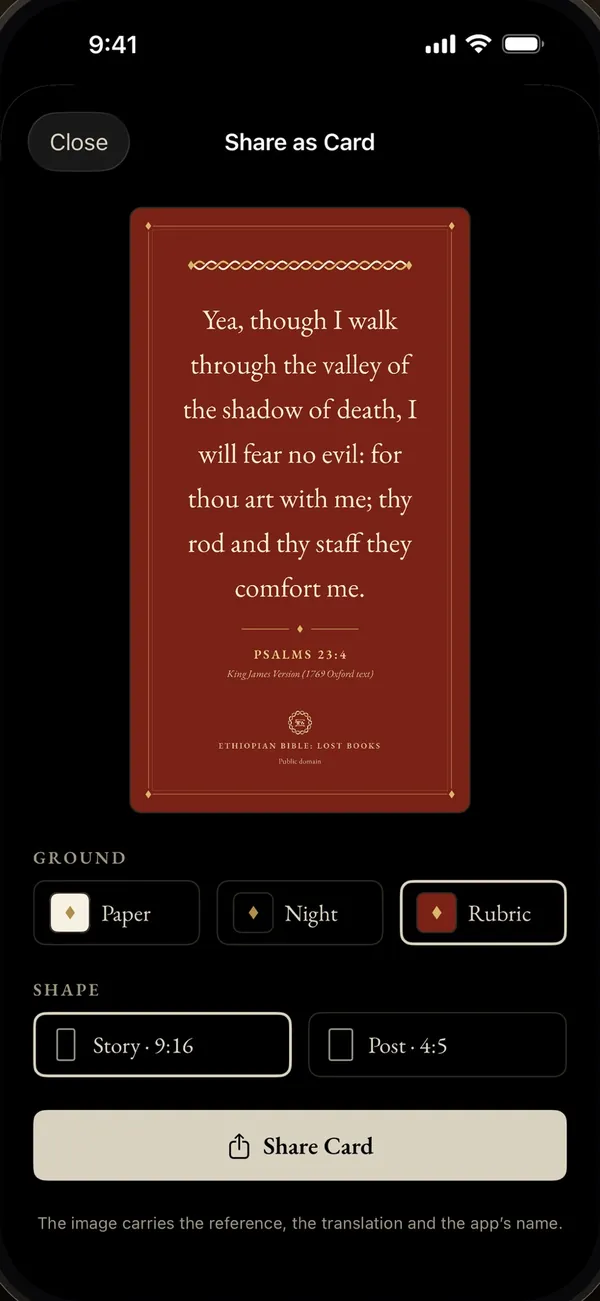 9:41
Close
Share as Card
Yea, though I walk
through the valley of
the shadow of death, I
will fear no evil: for
thou art with me; thy
rod and thy staff they
comfort me.
PSALMS 23:4
King James Version (1769 Oxford text)
ETHIOPIAN BIBLE: LOST BOOKS
Public domain
GROUND
Paper
Night
Rubric
SHAPE
Story · 9:16
Post · 4:5
Share Card
The image carries the reference, the translation and the app’s name.